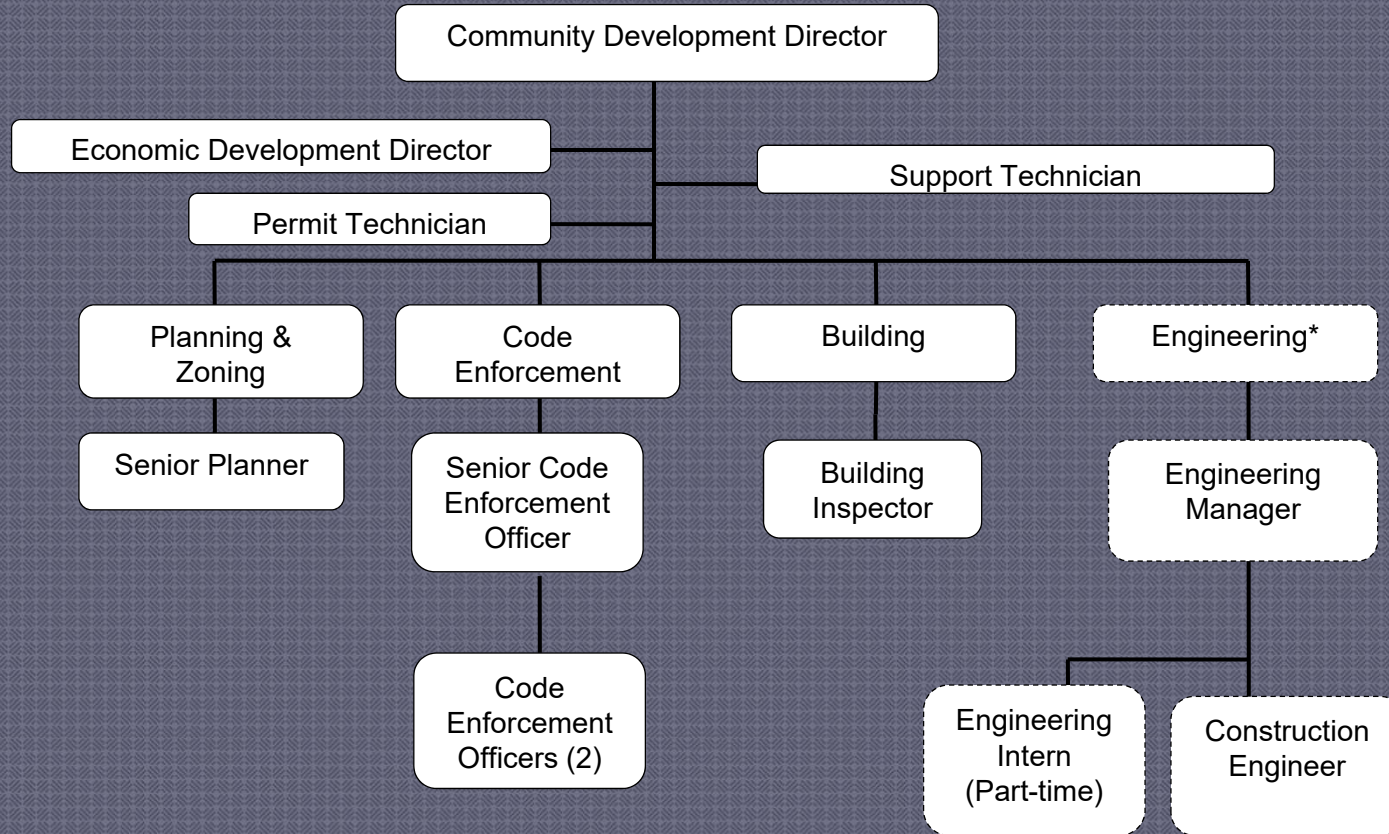 Community Development Director
Economic Development Director
Support Technician
Permit Technician
Planning &
Zoning
Code
Enforcement
Building
Engineering*
Senior Planner
Senior Code
Enforcement
Officer
Building
Inspector
Engineering
Manager
Code
Enforcement
Officers (2)
Engineering
Intern
(Part-time)
Construction
Engineer